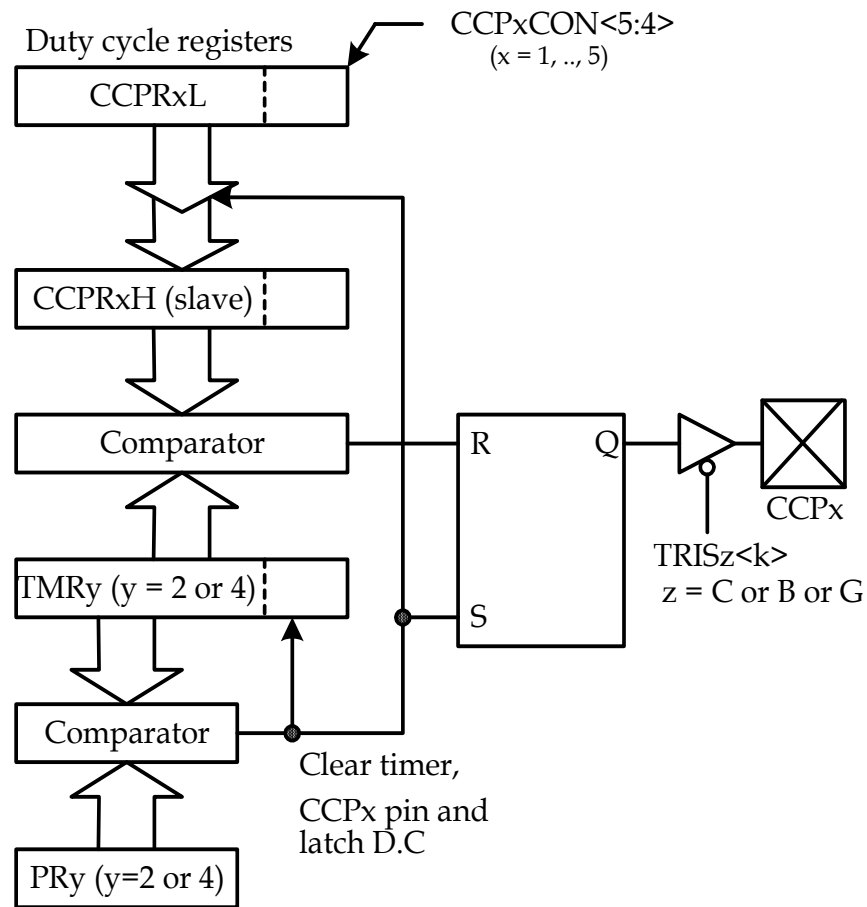 Duty cycle registers
CCPxCON<5:4>
(x = 1, .., 5)
CCPRxL
CCPRxH (slave)
Comparator
R
Q
CCPx
TRISz<k>
z = C or B or G
TMRy (y = 2 or 4)
S
Comparator
Clear timer,
CCPx pin and
latch D.C
PRy (y=2 or 4)